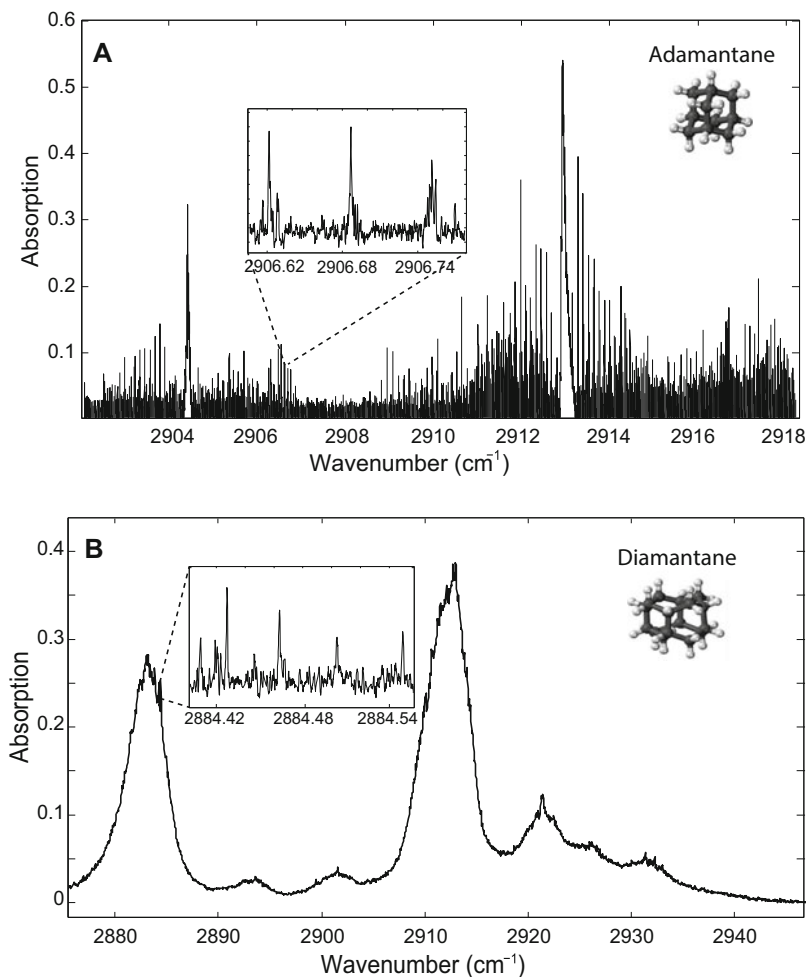 A
Adamantane
0.6
0.5
0.4
0.3
0.2
0.1
Absorption
2906.62 2906.68 2906.74
2904 2906 2908 2910 2912 2914 2916 2918
Wavenumber (cm⁻¹)
B
Diamantane
0.4
0.3
0.2
0.1
0
Absorption
2884.42 2884.48 2884.54
2880 2890 2900 2910 2920 2930 2940
Wavenumber (cm⁻¹)